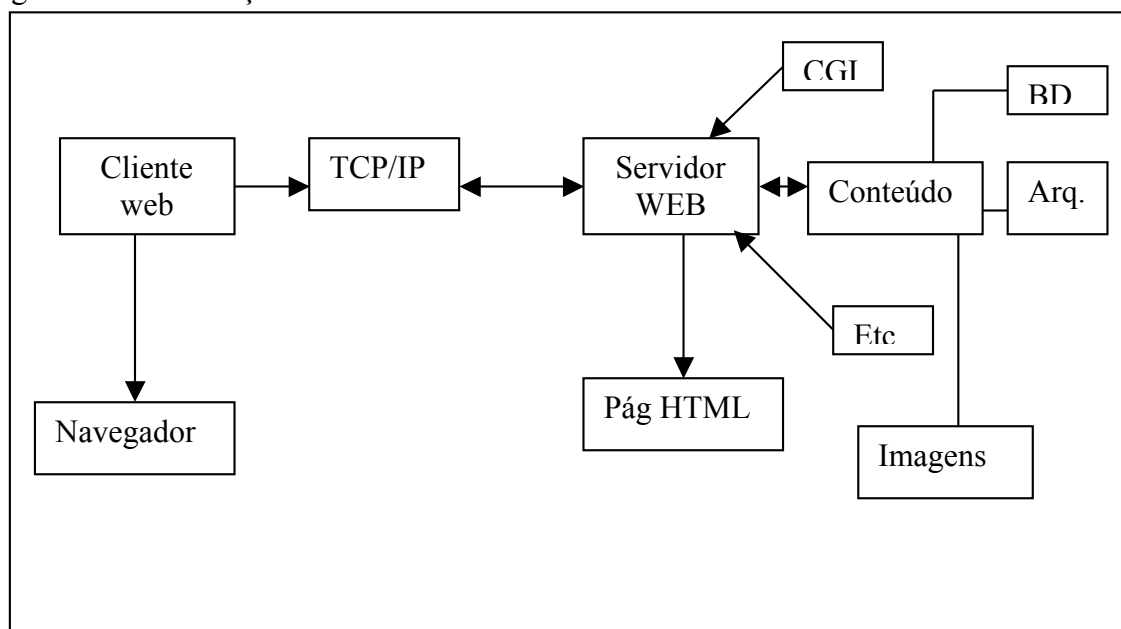 CGI
BD
Cliente
web
TCP/IP
Servidor
WEB
Conteúdo
Arq.
Etc
Pág HTML
Navegador
Imagens